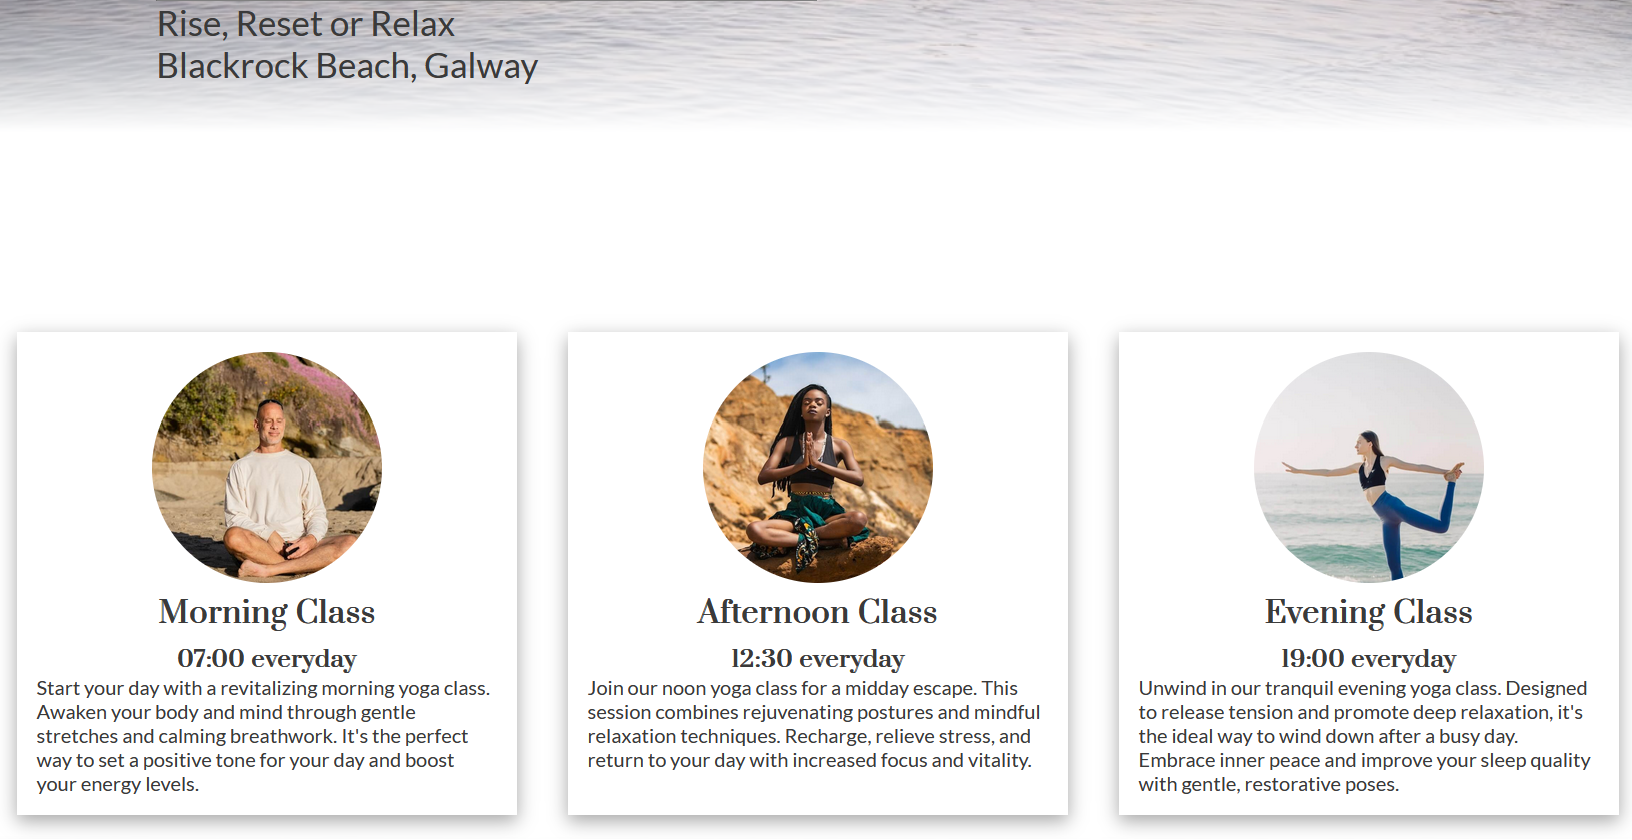 Rise, Reset or Relax
Blackrock Beach, Galway
Morning Class
07:00 everyday
Start your day with a revitalizing morning yoga class.
Awaken your body and mind through gentle
stretches and calming breathwork. It's the perfect
way to set a positive tone for your day and boost
your energy levels.
Afternoon Class
12:30 everyday
Join our noon yoga class for a midday escape. This
session combines rejuvenating postures and mindful
relaxation techniques. Recharge, relieve stress, and
return to your day with increased focus and vitality.
Evening Class
19:00 everyday
Unwind in our tranquil evening yoga class. Designed
to release tension and promote deep relaxation, it's
the ideal way to wind down after a busy day.
Embrace inner peace and improve your sleep quality
with gentle, restorative poses.